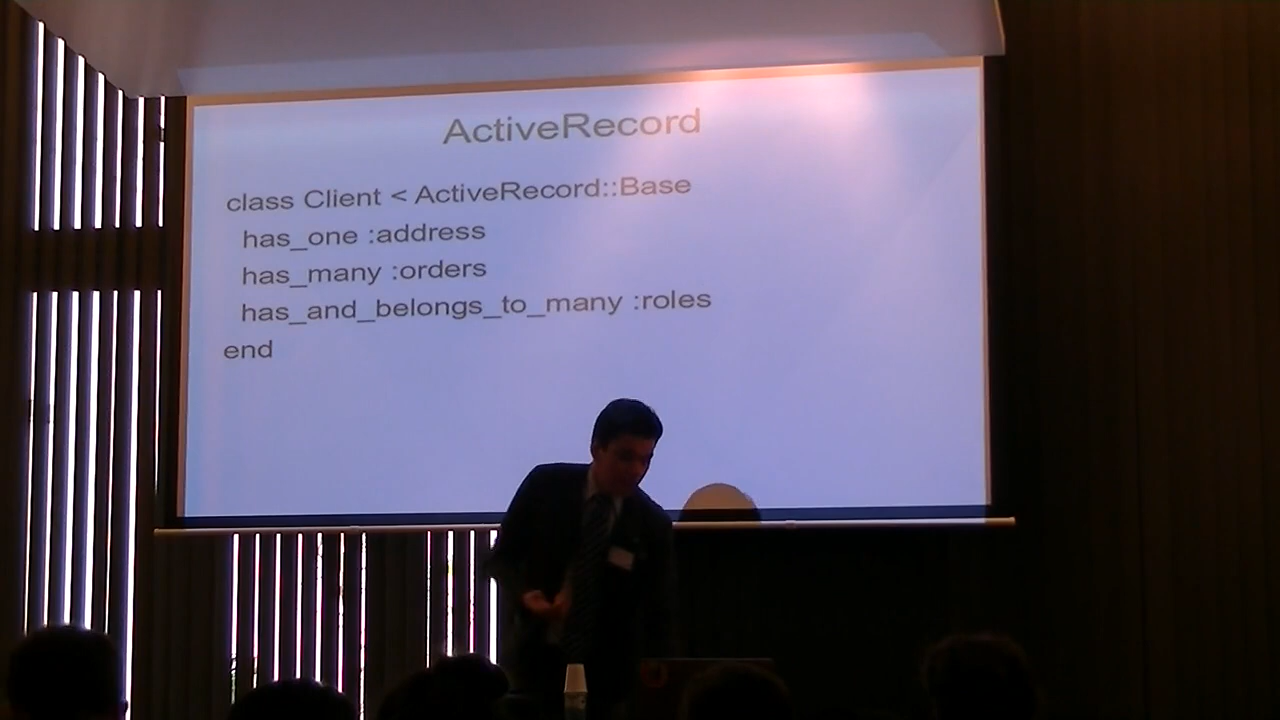 ActiveRecord
class Client < ActiveRecord::Base
has_one :address
has_many :orders
has_and_belongs_to_many :roles
end